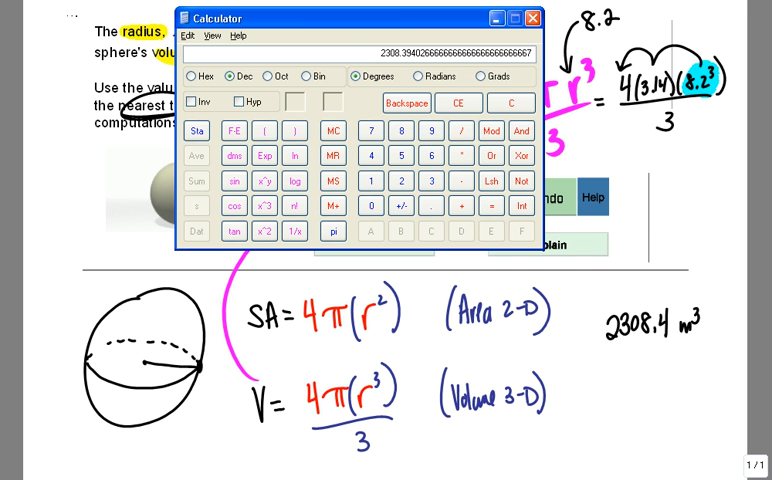 The radius,
sphere's volu
Use the valu
the nearest t
computations
Calculator
Edit View Help
2308.3940266666666666666666666667
Hex Dec Oct Bin Degrees Radians Grads
Inv Hyp Backspace CE C
Sta F-E ( ) MC 7 8 9 / Mod And
Ave dms Exp ln MR 4 5 6 * Or Xor
Sum sin x^y log MS 1 2 3 - Lsh Not
s cos x^3 n! M+ 0 +/- . + = Int
Dat tan x^2 1/x pi A B C D E F
8.2
π r³ = 4(3.14)(8.2³)
3 3
ndo Help
plain
SA = 4π(r²) (Area 2-D)
2308.4 m³
V = 4π(r³) (Volume 3-D)
3
1/1